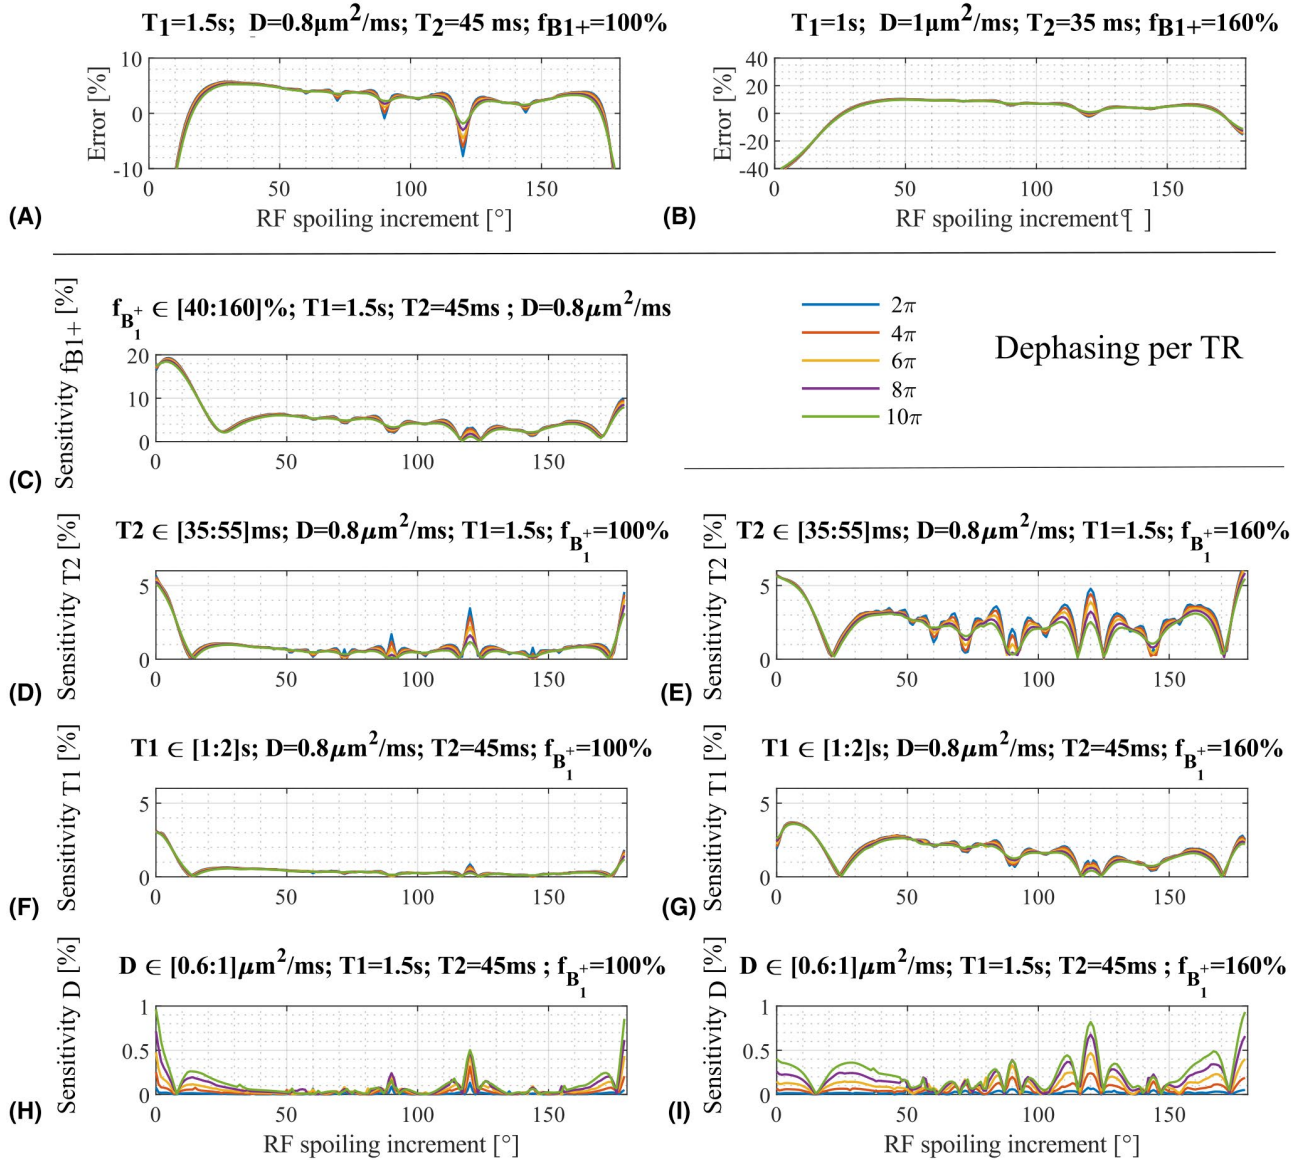 T1=1.5s; D=0.8µm2/ms; T2=45 ms; fB1+=100%
T1=1s; D=1µm2/ms; T2=35 ms; fB1+=160%
Error [%]
10
0
-10
0 50 100 150
RF spoiling increment [°]
(A)
Error [%]
40
20
0
-20
-40
0 50 100 150
RF spoiling increment [ ]
(B)
Sensitivity fB1+ [%]
fB1+ ∈ [40:160]%; T1=1.5s; T2=45ms ; D=0.8µm2/ms
20
10
0
0 50 100 150
(C)
2π
4π
6π
8π
10π
Dephasing per TR
Sensitivity T2 [%]
T2 ∈ [35:55]ms; D=0.8µm2/ms; T1=1.5s; fB1+=100%
5
0
0 50 100 150
(D)
Sensitivity T2 [%]
T2 ∈ [35:55]ms; D=0.8µm2/ms; T1=1.5s; fB1+=160%
5
0
0 50 100 150
(E)
Sensitivity T1 [%]
T1 ∈ [1:2]s; D=0.8µm2/ms; T2=45ms; fB1+=100%
5
0
0 50 100 150
(F)
Sensitivity T1 [%]
T1 ∈ [1:2]s; D=0.8µm2/ms; T2=45ms; fB1+=160%
5
0
0 50 100 150
(G)
Sensitivity D [%]
D ∈ [0.6:1]µm2/ms; T1=1.5s; T2=45ms ; fB1+=100%
1
0.5
0
0 50 100 150
RF spoiling increment [°]
(H)
Sensitivity D [%]
D ∈ [0.6:1]µm2/ms; T1=1.5s; T2=45ms ; fB1+=160%
1
0.5
0
0 50 100 150
RF spoiling increment [°]
(I)